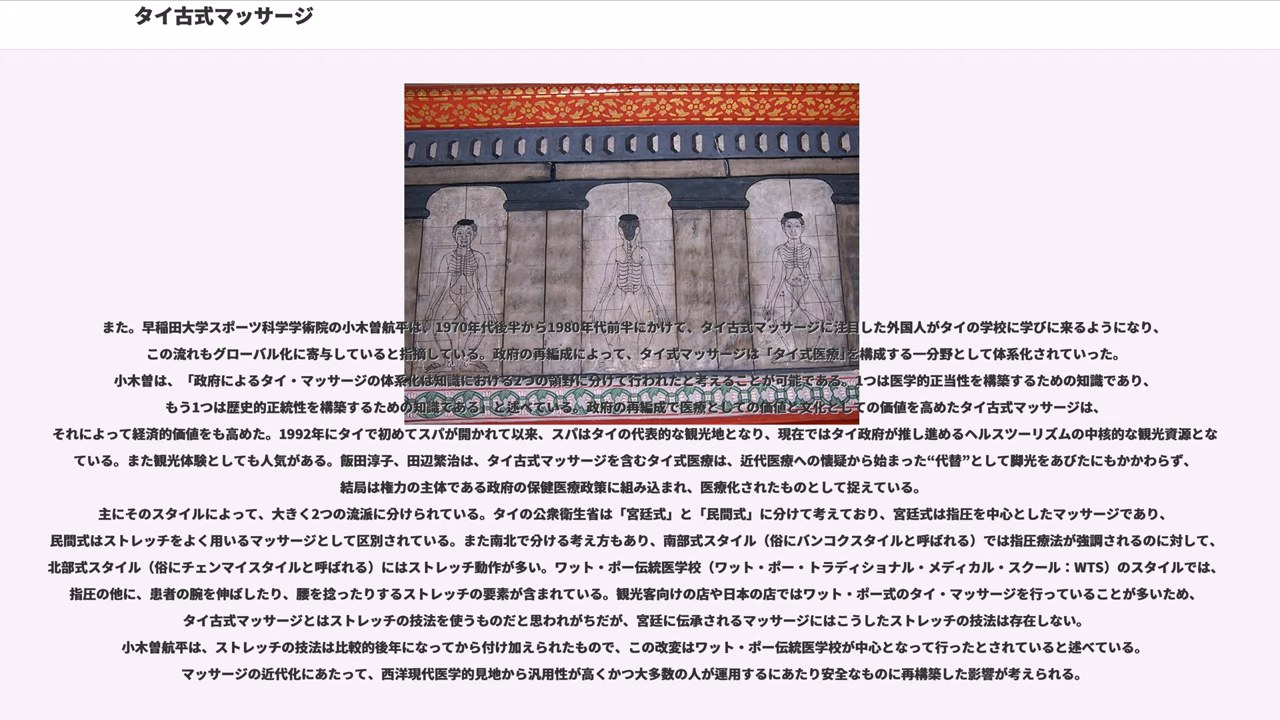 タイ古式マッサージ
また。早稲田大学スポーツ科学学術院の小木曽航平は、1970年代後半から1980年代前半にかけて、タイ古式マッサージに注目した外国人がタイの学校に学びに来るようになり、
この流れもグローバル化に寄与していると指摘している。政府の再編成によって、タイ式マッサージは「タイ式医療」を構成する一分野として体系化されていった。
小木曽は、「政府によるタイ・マッサージの体系化は知識における2つの領野に分けて行われたと考えることが可能である。1つは医学的正当性を構築するための知識であり、
もう1つは歴史的正統性を構築するための知識である」と述べている。政府の再編成で医療としての価値と文化としての価値を高めたタイ古式マッサージは、
それによって経済的価値をも高めた。1992年にタイで初めてスパが開かれて以来、スパはタイの代表的な観光地となり、現在ではタイ政府が推し進めるヘルスツーリズムの中核的な観光資源とな
ている。また観光体験としても人気がある。飯田淳子、田辺繁治は、タイ古式マッサージを含むタイ式医療は、近代医療への懐疑から始まった“代替”として脚光をあびたにもかかわらず、
結局は権力の主体である政府の保健医療政策に組み込まれ、医療化されたものとして捉えている。
主にそのスタイルによって、大きく2つの流派に分けられている。タイの公衆衛生省は「宮廷式」と「民間式」に分けて考えており、宮廷式は指圧を中心としたマッサージであり、
民間式はストレッチをよく用いるマッサージとして区別されている。また南北で分ける考え方もあり、南部式スタイル（俗にバンコクスタイルと呼ばれる）では指圧療法が強調されるのに対して、
北部式スタイル（俗にチェンマイスタイルと呼ばれる）にはストレッチ動作が多い。ワット・ポー伝統医学校（ワット・ポー・トラディショナル・メディカル・スクール：WTS）のスタイルでは、
指圧の他に、患者の腕を伸ばしたり、腰を捻ったりするストレッチの要素が含まれている。観光客向けの店や日本の店ではワット・ポー式のタイ・マッサージを行っていることが多いため、
タイ古式マッサージとはストレッチの技法を使うものだと思われがちだが、宮廷に伝承されるマッサージにはこうしたストレッチの技法は存在しない。
小木曽航平は、ストレッチの技法は比較的後年になってから付け加えられたもので、この改変はワット・ポー伝統医学校が中心となって行ったとされていると述べている。
マッサージの近代化にあたって、西洋現代医学的見地から汎用性が高くかつ大多数の人が運用するにあたり安全なものに再構築した影響が考えられる。